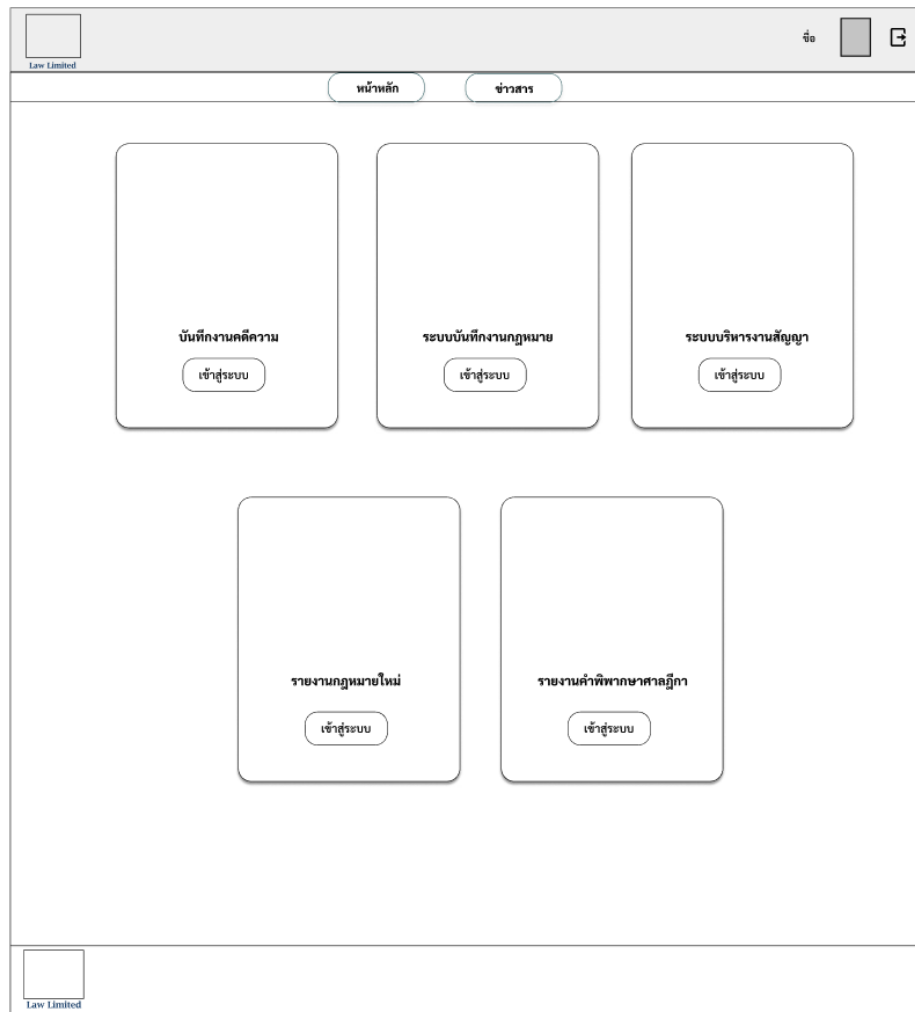 ชื่อ
Law Limited
หน้าหลัก ข่าวสาร
บันทึกงานคดีความ ระบบบันทึกงานกฎหมาย ระบบบริหารงานสัญญา
เข้าสู่ระบบ เข้าสู่ระบบ เข้าสู่ระบบ
รายงานกฎหมายใหม่ รายงานคำพิพากษาศาลฎีกา
เข้าสู่ระบบ เข้าสู่ระบบ
Law Limited